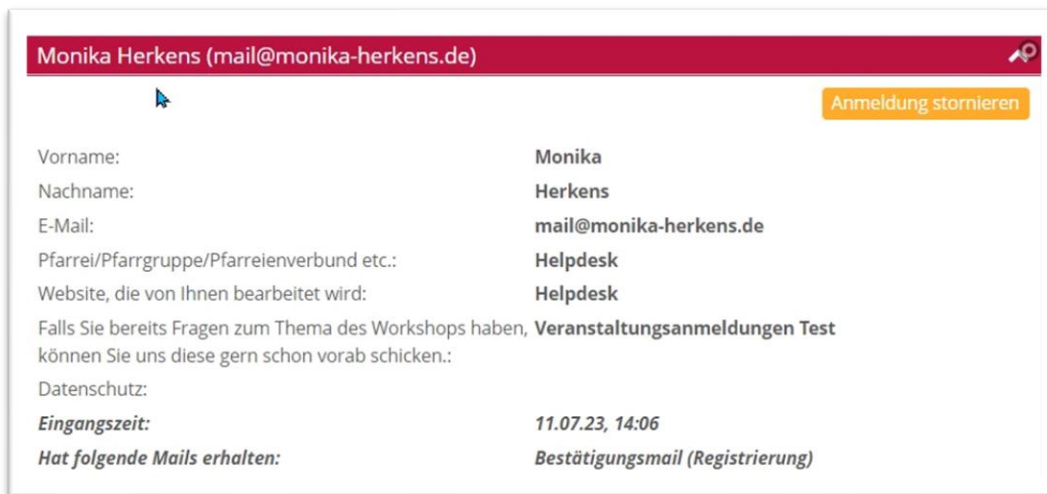 Monika Herkens (mail@monika-herkens.de)
Anmeldung stornieren
Vorname: Monika
Nachname: Herkens
E-Mail: mail@monika-herkens.de
Pfarrei/Pfarrgruppe/Pfarreienverbund etc.: Helpdesk
Website, die von Ihnen bearbeitet wird: Helpdesk
Falls Sie bereits Fragen zum Thema des Workshops haben, Veranstaltungsanmeldungen Test
können Sie uns diese gern schon vorab schicken.:
Datenschutz:
Eingangszeit: 11.07.23, 14:06
Hat folgende Mails erhalten: Bestätigungsmail (Registrierung)